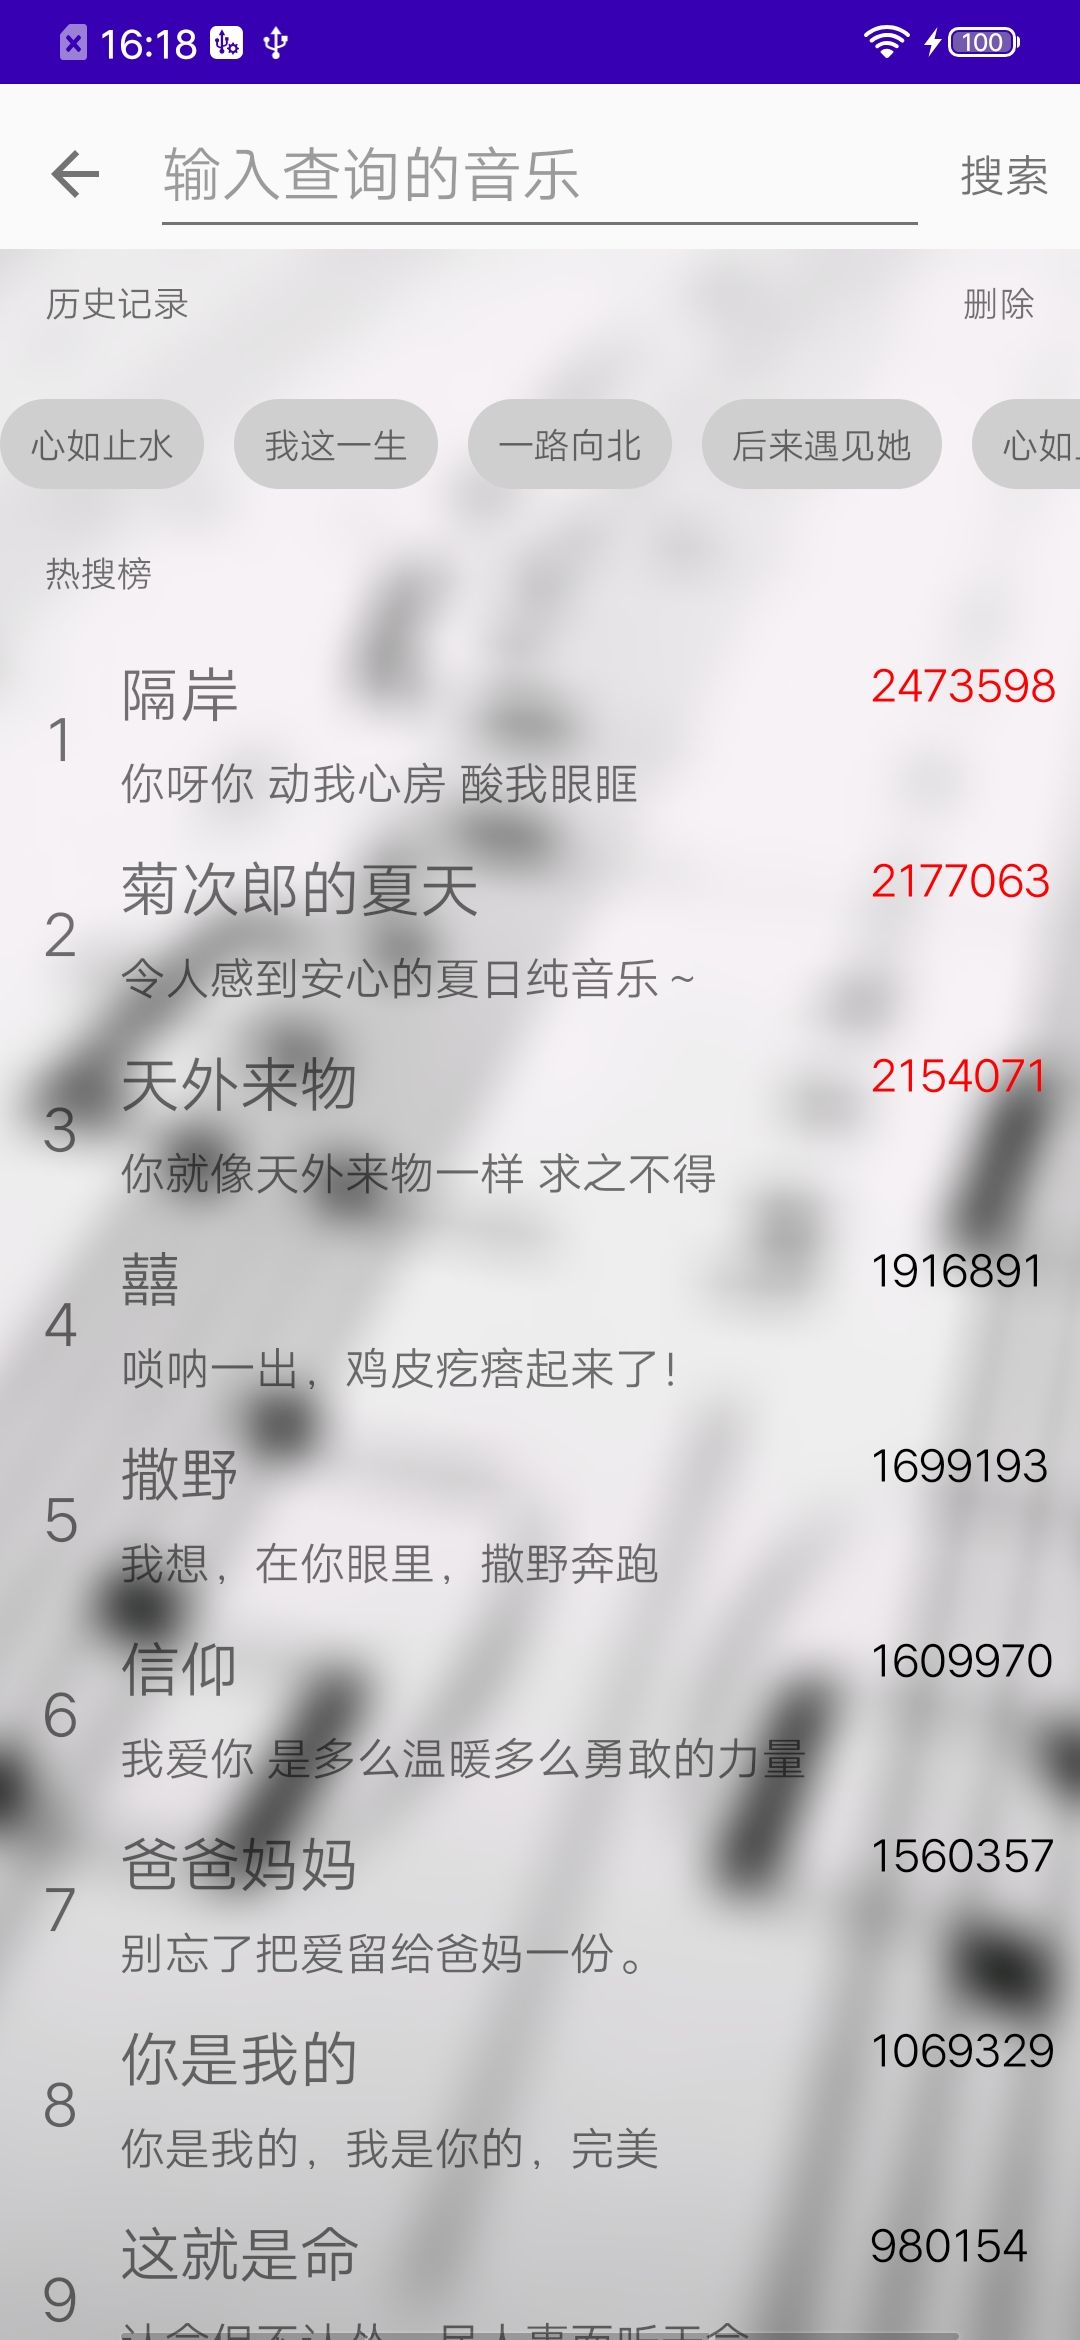 16:18
100
输入查询的音乐
搜索
历史记录
删除
心如止水 我这一生 一路向北 后来遇见她 心如
热搜榜
1
隔岸
2473598
你呀你 动我心房 酸我眼眶
2
菊次郎的夏天
2177063
令人感到安心的夏日纯音乐～
3
天外来物
2154071
你就像天外来物一样 求之不得
4
囍
1916891
唢呐一出，鸡皮疙瘩起来了！
5
撒野
1699193
我想，在你眼里，撒野奔跑
6
信仰
1609970
我爱你 是多么温暖多么勇敢的力量
7
爸爸妈妈
1560357
别忘了把爱留给爸妈一份。
8
你是我的
1069329
你是我的，我是你的，完美
9
这就是命
980154